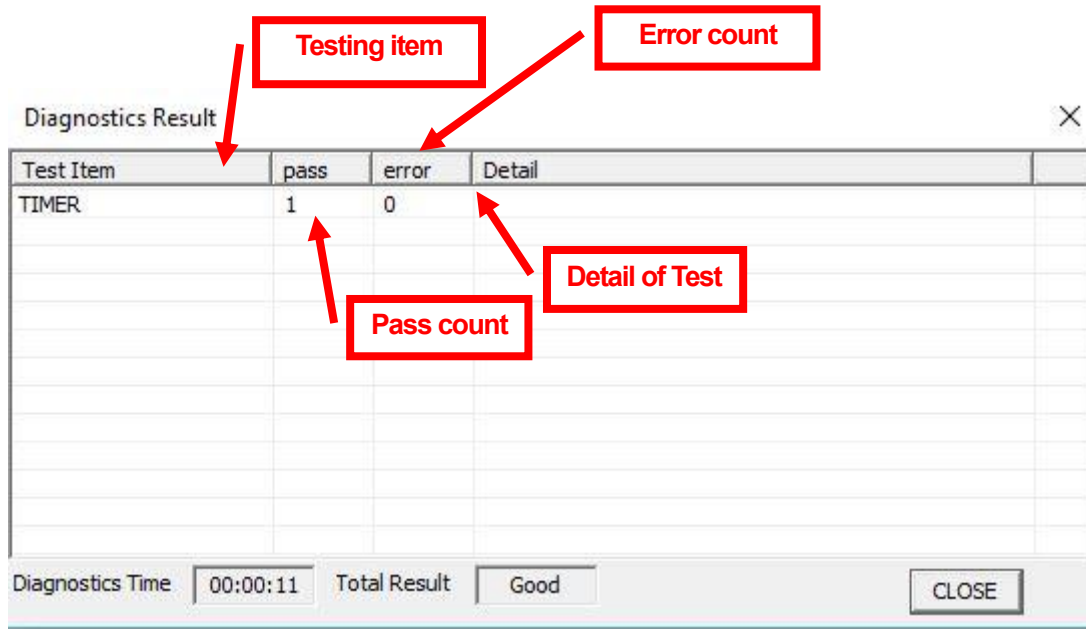 Testing item
Error count
Diagnostics Result
Test Item pass error Detail
TIMER 1 0
Detail of Test
Pass count
Diagnostics Time 00:00:11 Total Result Good CLOSE